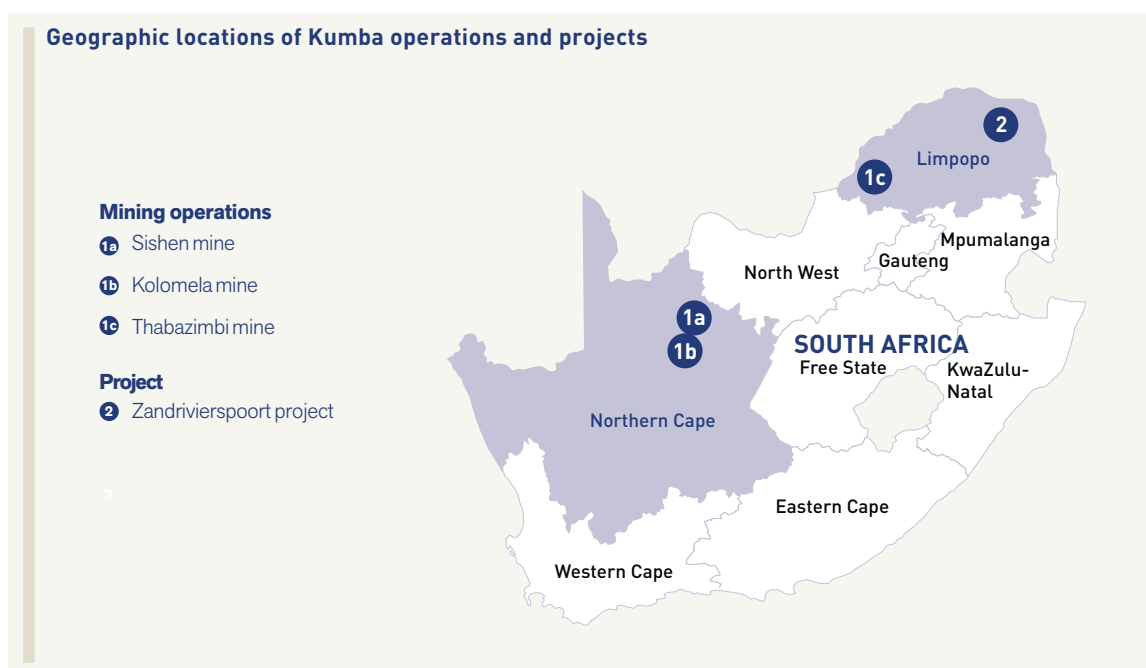 Geographic locations of Kumba operations and projects
Mining operations
1a Sishen mine
1b Kolomela mine
1c Thabazimbi mine
Project
2 Zandrivierspoort project
3
2
Limpopo
1c
Mpumalanga
Gauteng
North West
1a
1b
SOUTH AFRICA
Free State
KwaZulu-
Natal
Northern Cape
Eastern Cape
Western Cape